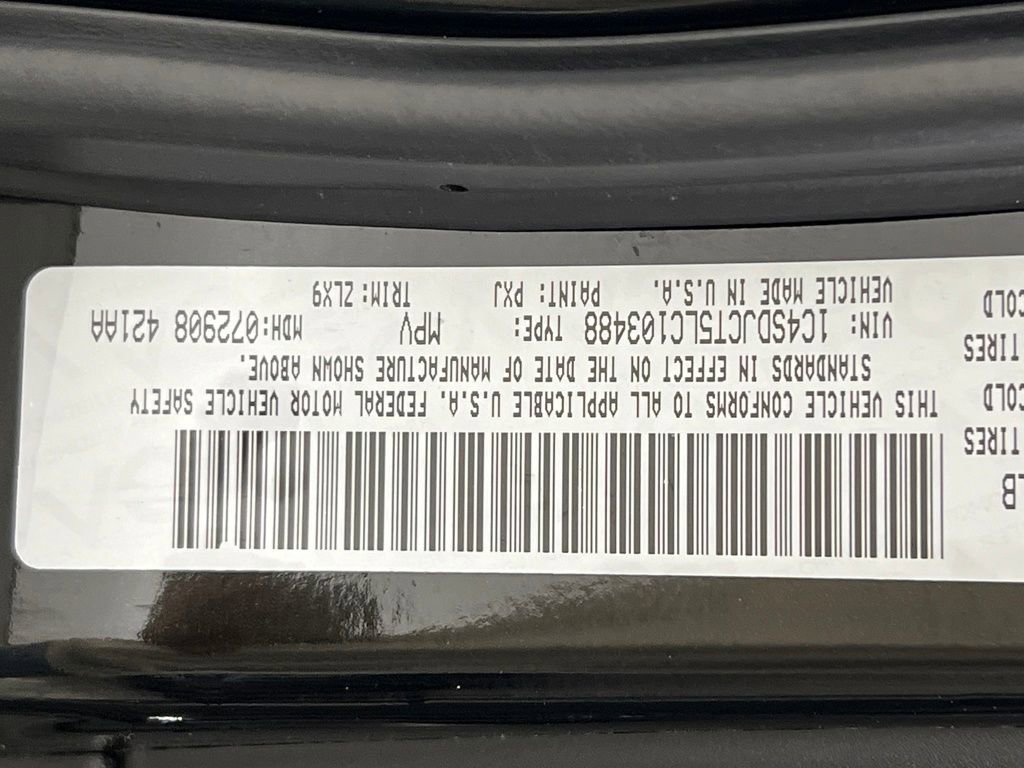 LB
TIRES
COLD
TIRES
COLD
THIS VEHICLE CONFORMS TO ALL APPLICABLE U.S.A. FEDERAL MOTOR VEHICLE SAFETY
STANDARDS IN EFFECT ON THE DATE OF MANUFACTURE SHOWN ABOVE.
VIN: 1C4SDJCT5LC103488 TYPE: MPV MDH:072908 421AA
VEHICLE MADE IN U.S.A. PAINT: PXJ TRIM: ZLX9